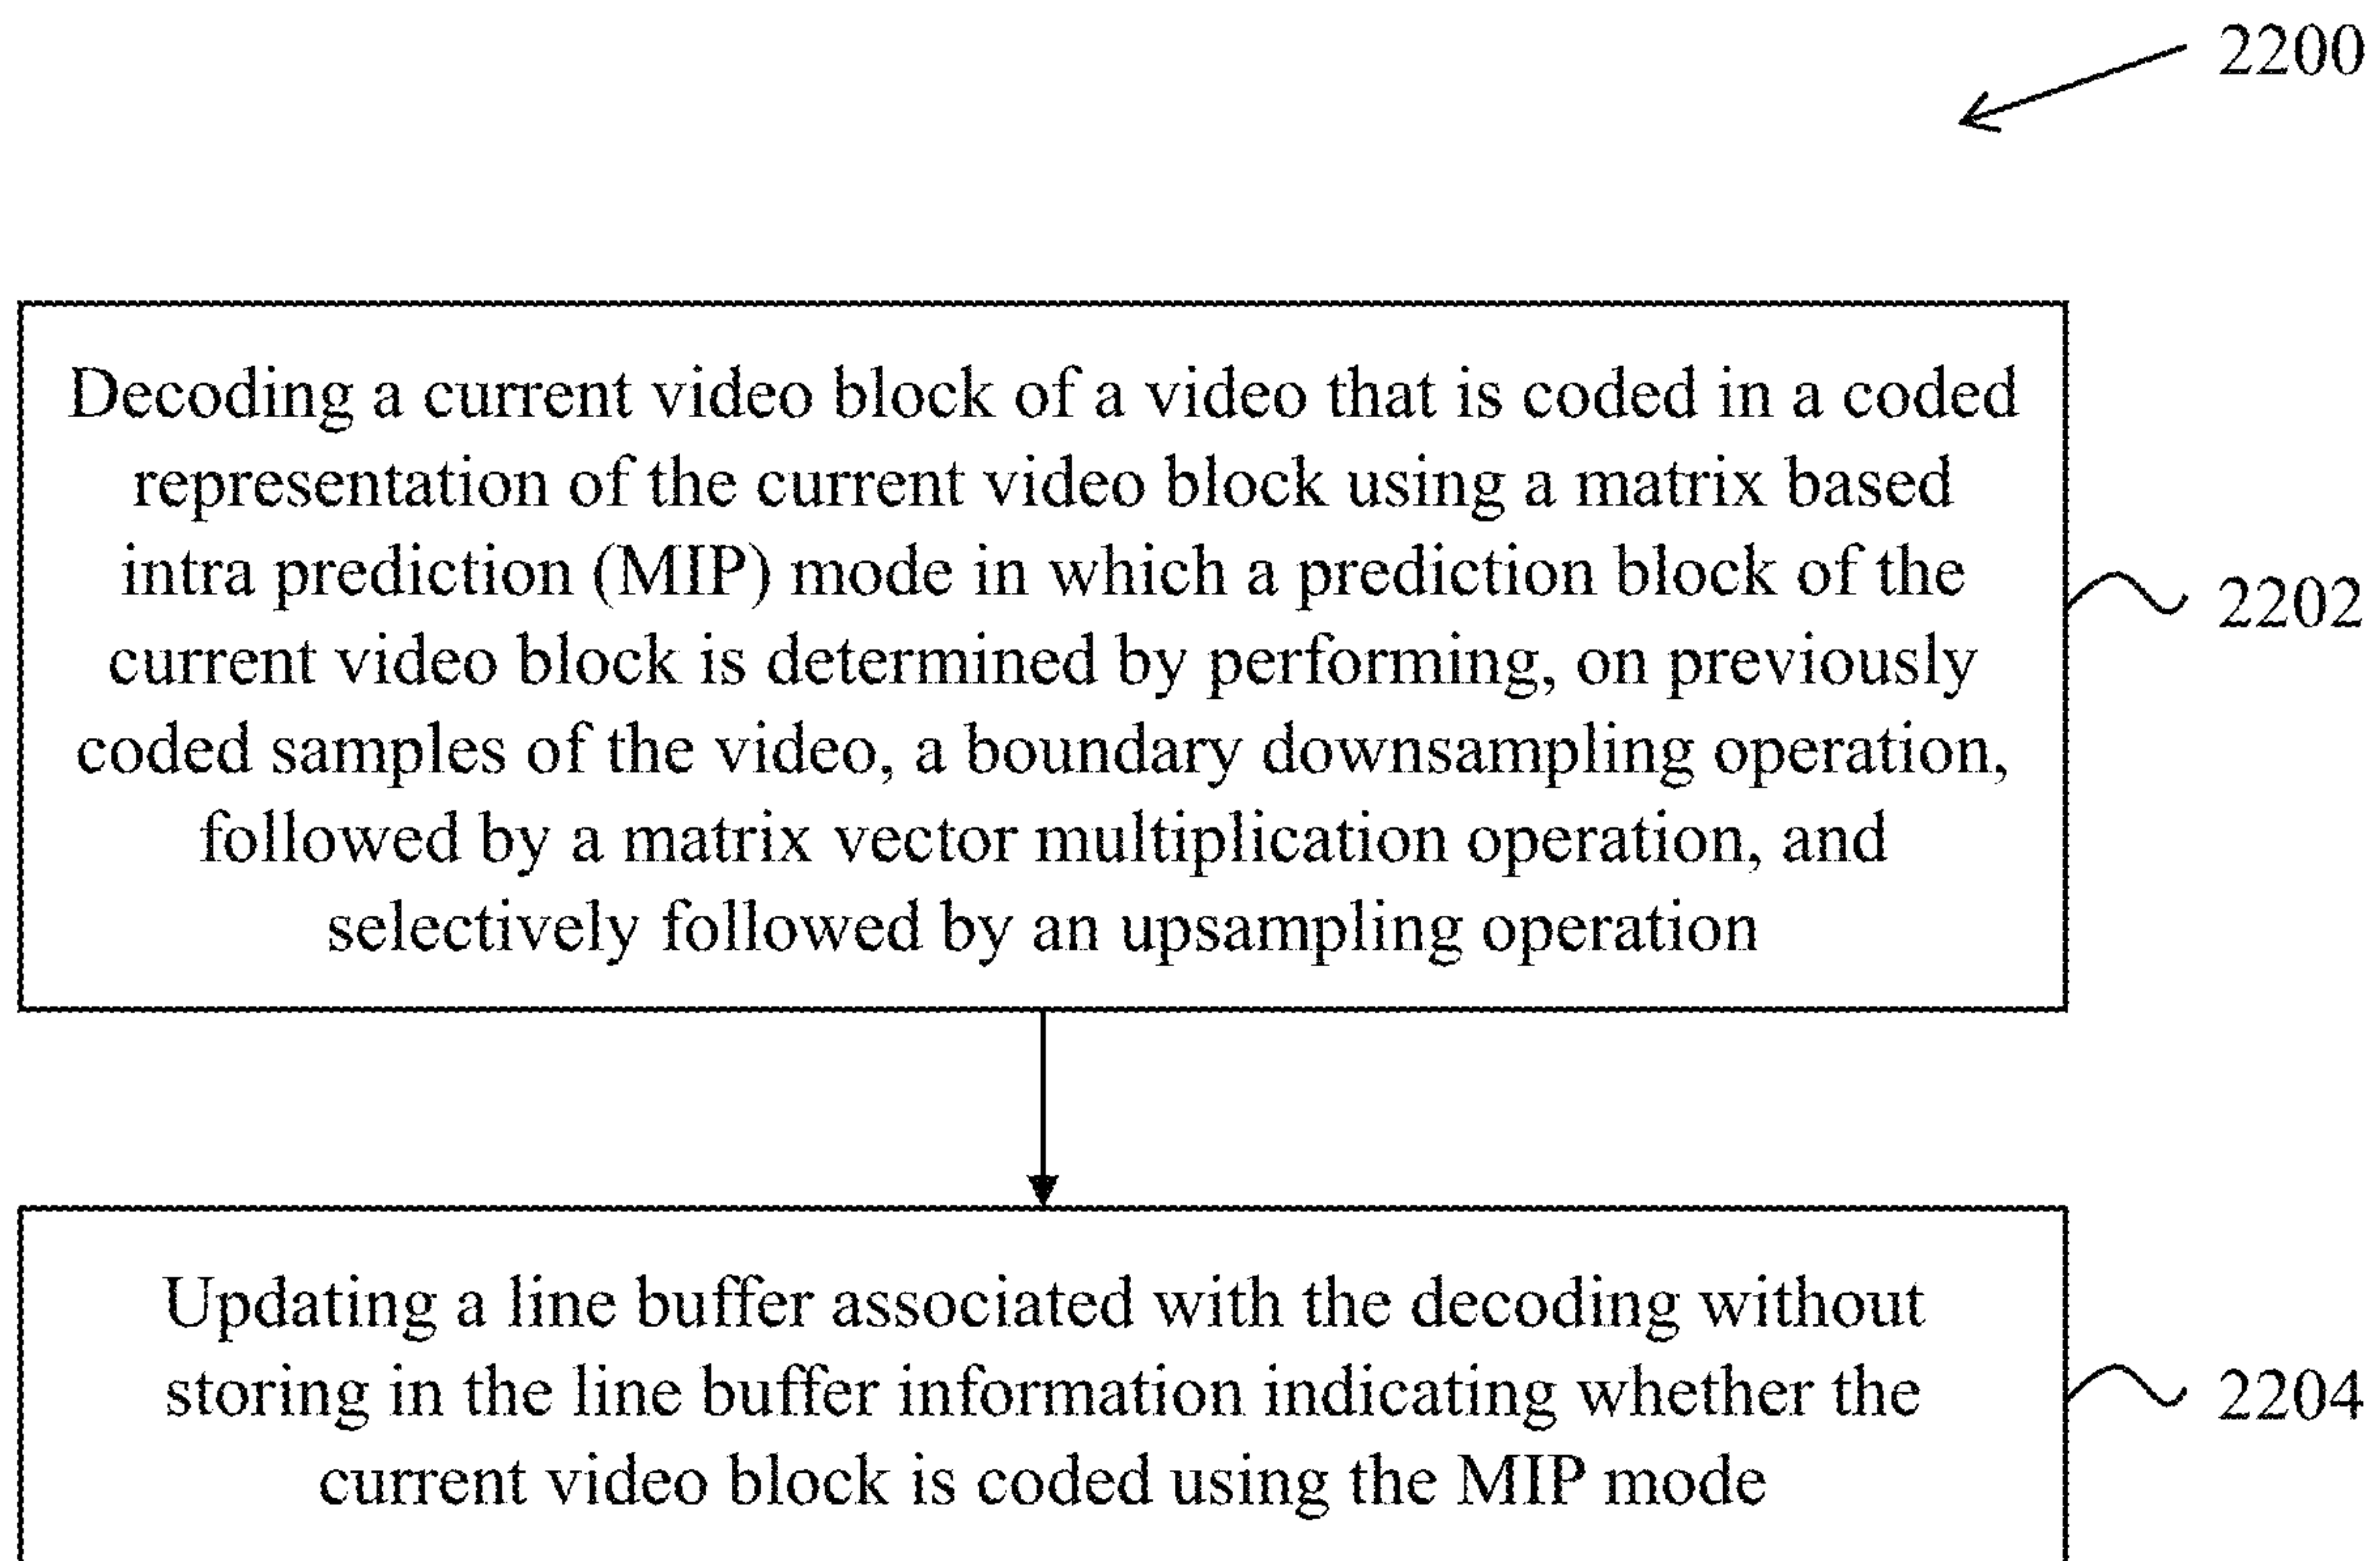 2200
Decoding a current video block of a video that is coded in a coded
representation of the current video block using a matrix based
intra prediction (MIP) mode in which a prediction block of the
current video block is determined by performing, on previously
coded samples of the video, a boundary downsampling operation,
followed by a matrix vector multiplication operation, and
selectively followed by an upsampling operation
2202
Updating a line buffer associated with the decoding without
storing in the line buffer information indicating whether the
current video block is coded using the MIP mode
2204